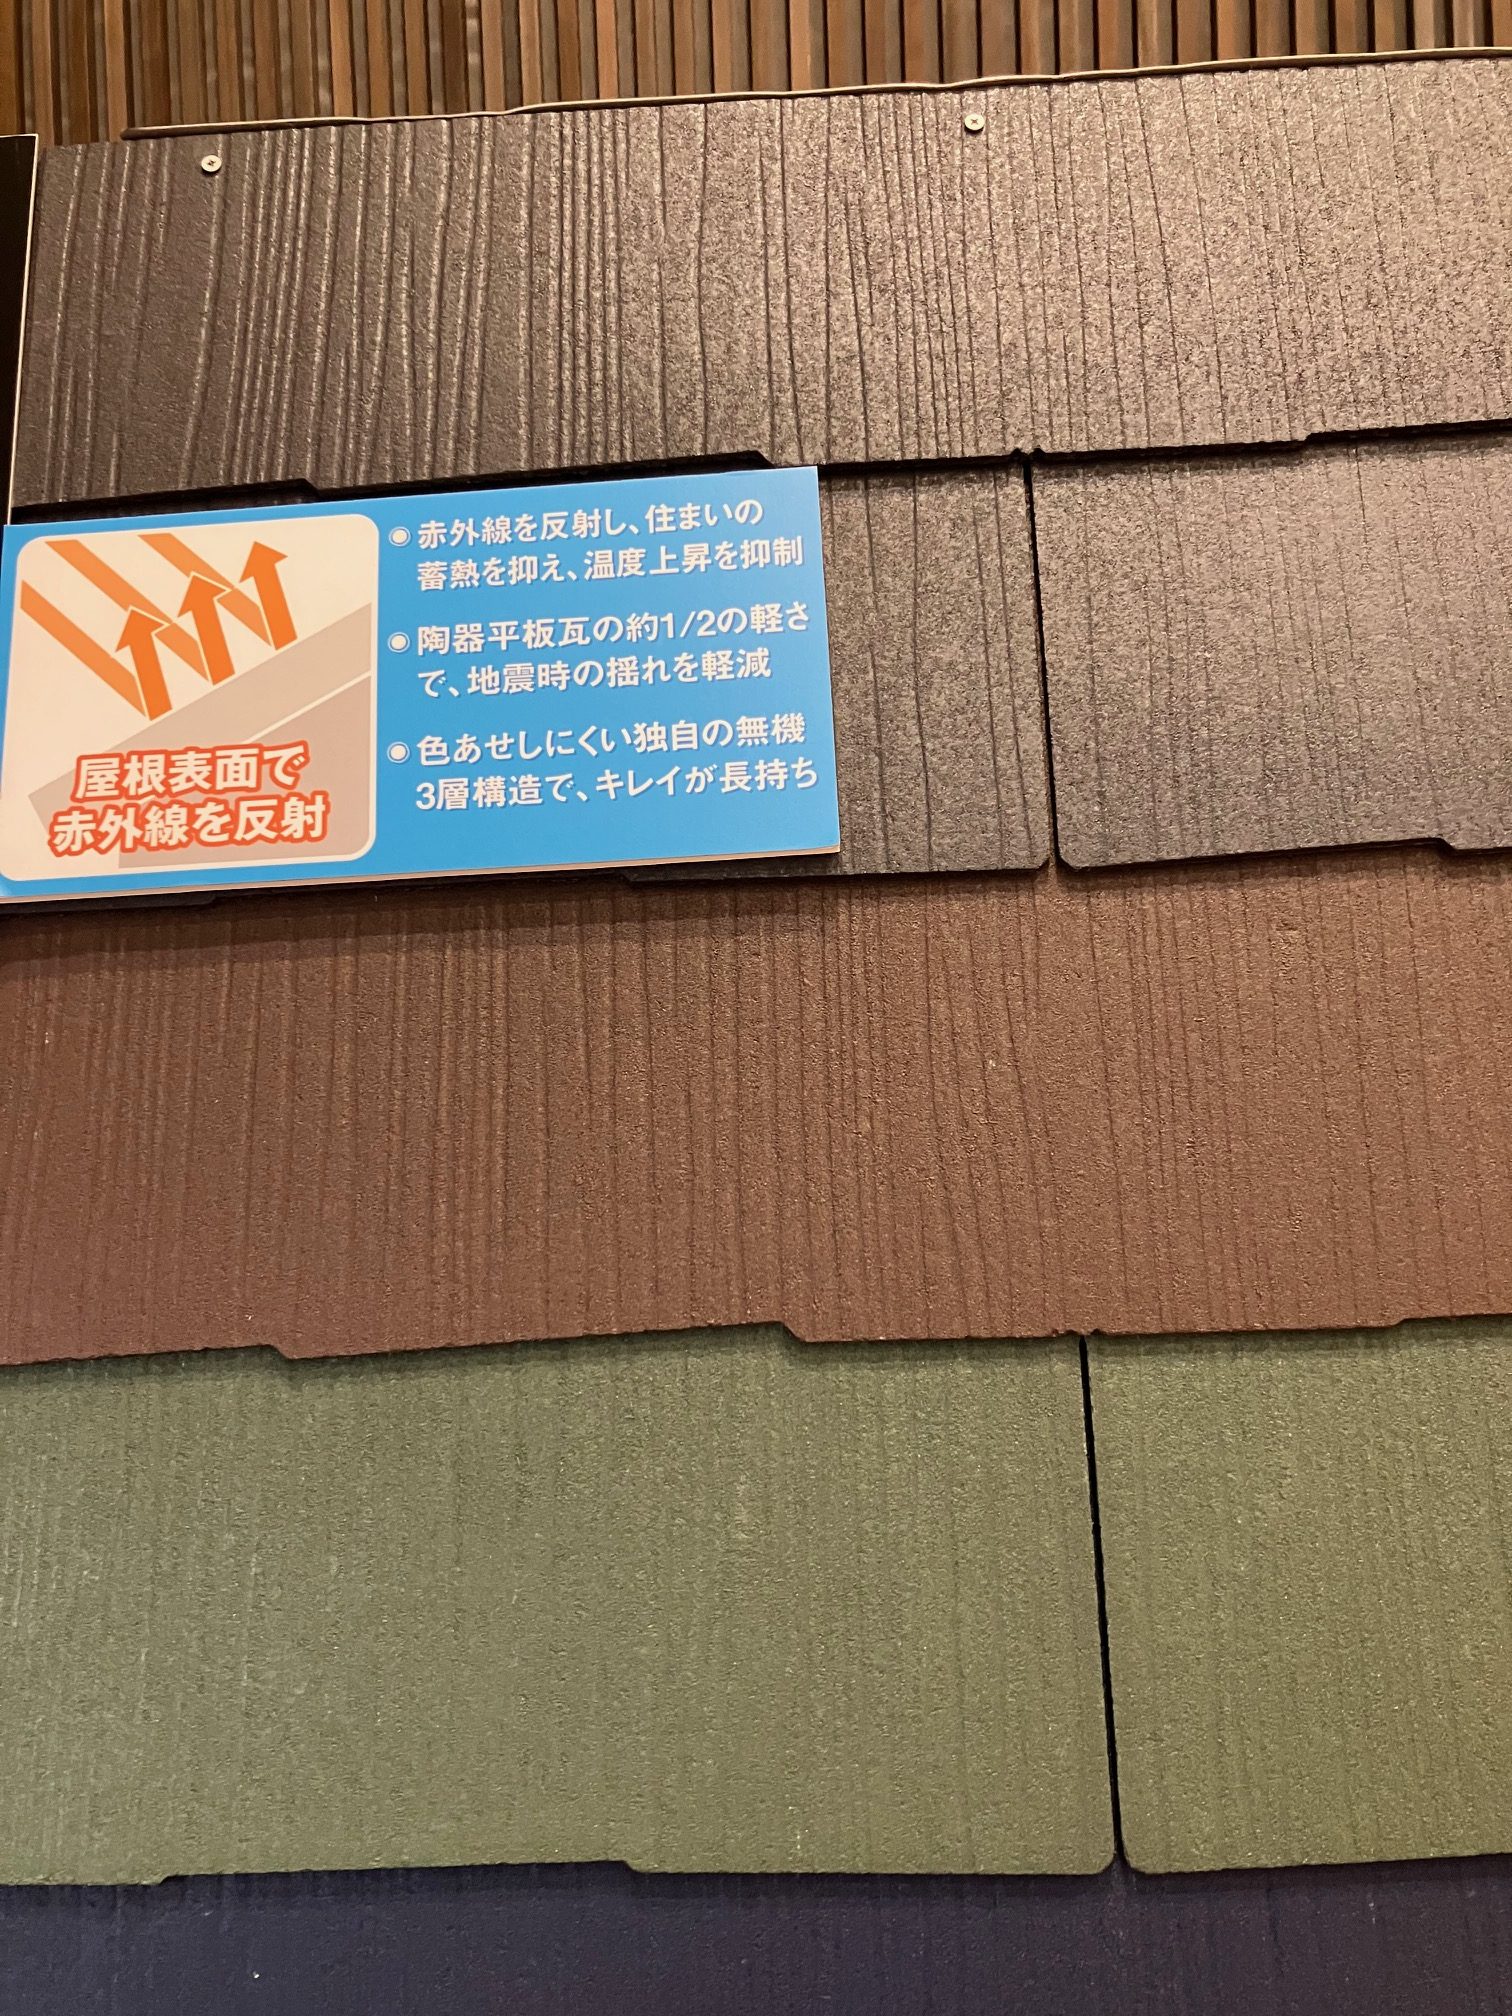 屋根表面で
赤外線を反射
◉赤外線を反射し、住まいの
蓄熱を抑え、温度上昇を抑制
◉陶器平板瓦の約1/2の軽さ
で、地震時の揺れを軽減
◉色あせしにくい独自の無機
3層構造で、キレイが長持ち